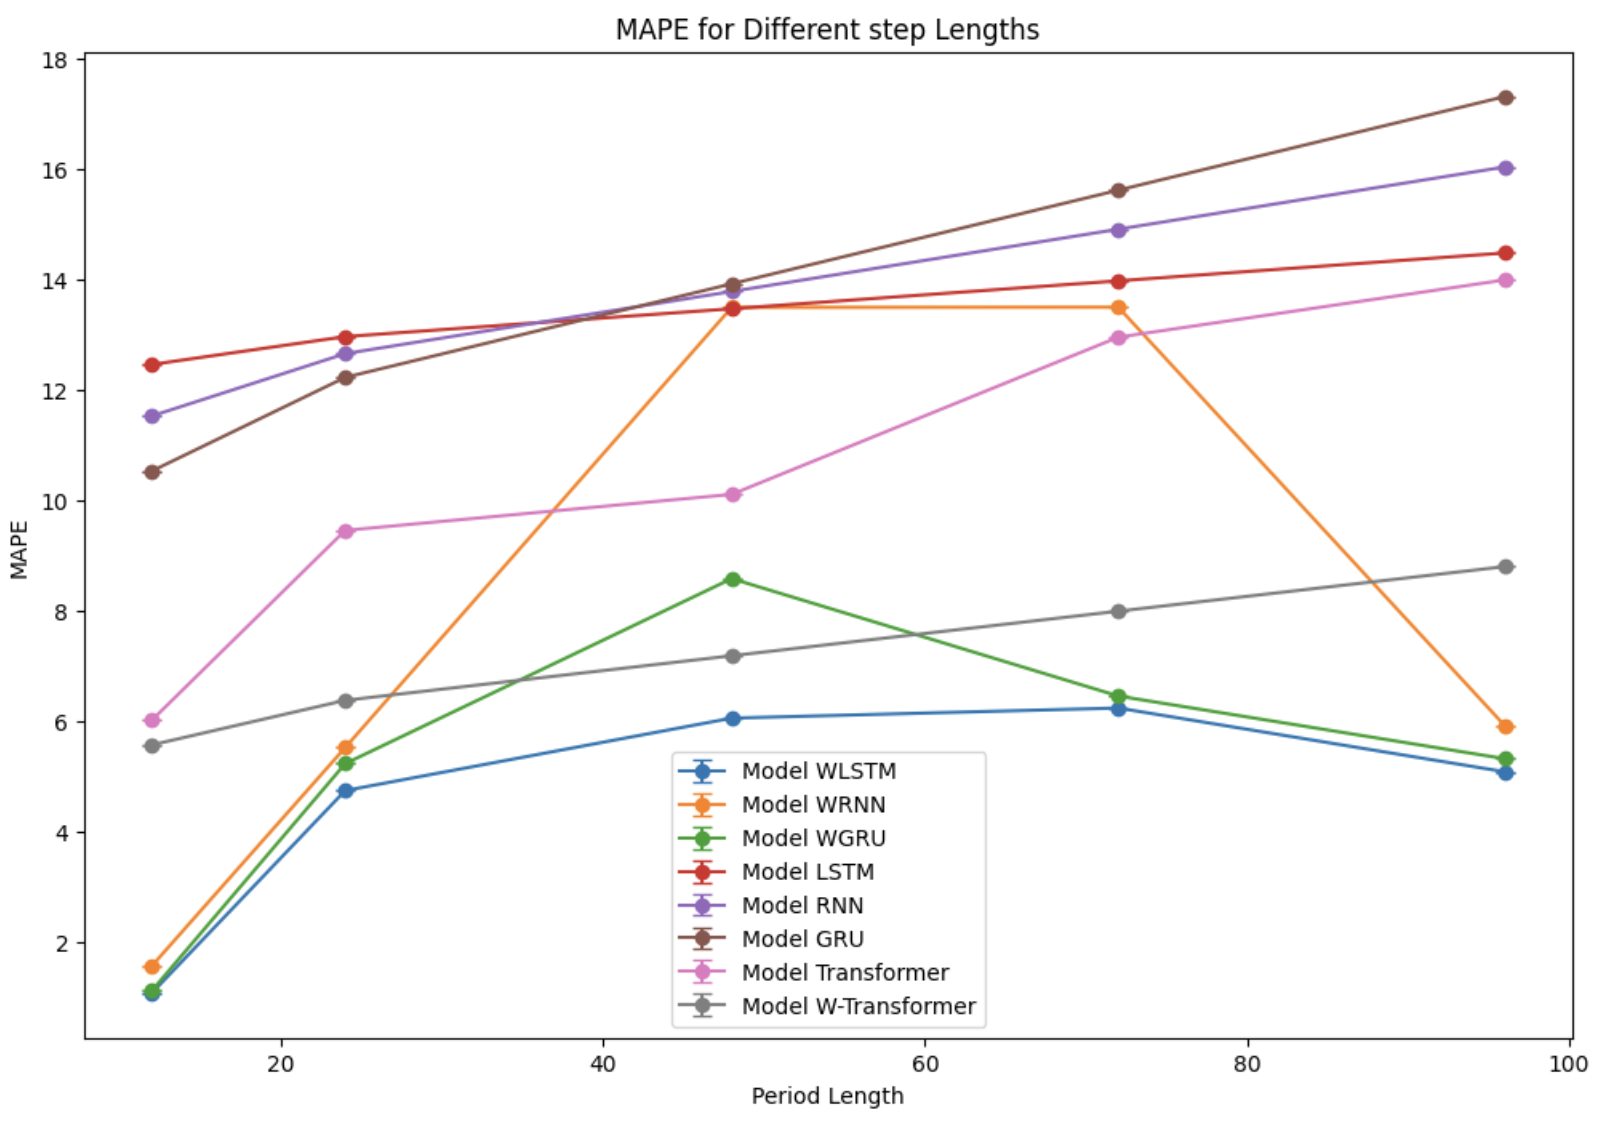 MAPE for Different step Lengths
18
16
14
12
10
8
6
4
2
MAPE
Model WLSTM
Model WRNN
Model WGRU
Model LSTM
Model RNN
Model GRU
Model Transformer
Model W-Transformer
20 40 60 80 100
Period Length